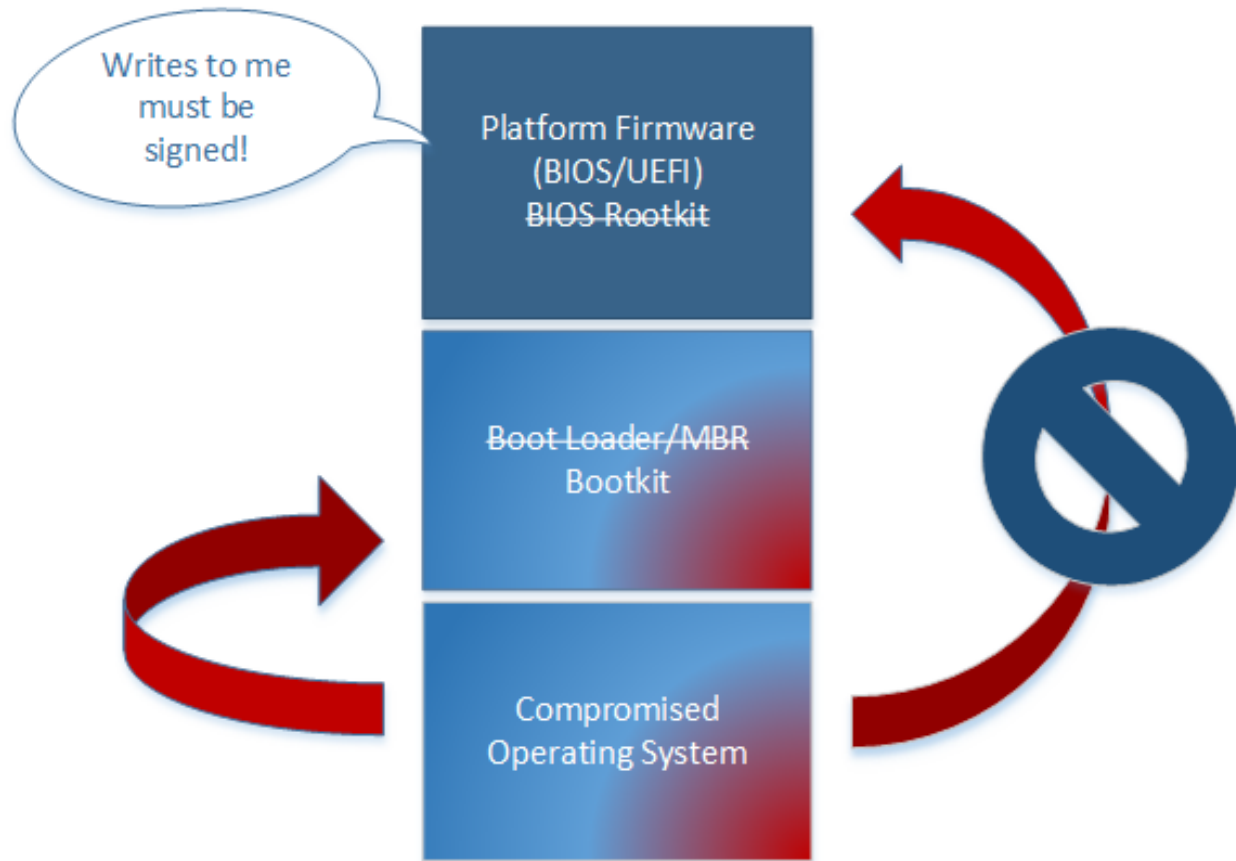 Writes to me
must be
signed!
Platform Firmware
(BIOS/UEFI)
BIOS Rootkit
Boot Loader/MBR
Bootkit
Compromised
Operating System